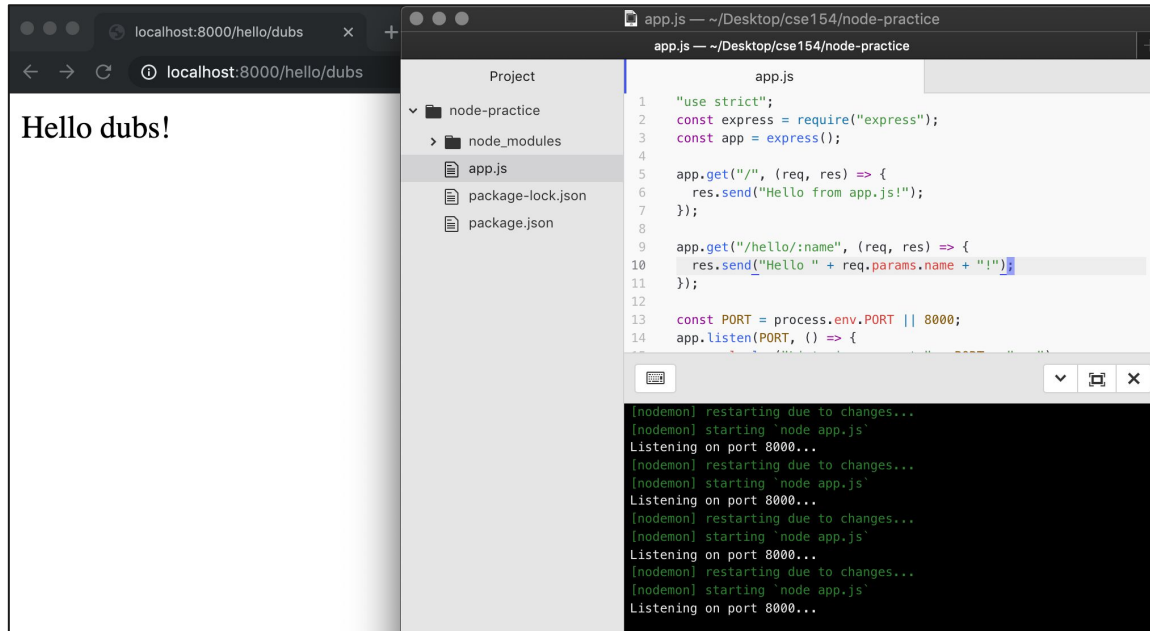 localhost:8000/hello/dubs
localhost:8000/hello/dubs
Hello dubs!
app.js — ~/Desktop/cse154/node-practice
app.js — ~/Desktop/cse154/node-practice
Project
node-practice
node_modules
app.js
package-lock.json
package.json
app.js
1 "use strict";
2 const express = require("express");
3 const app = express();
4
5 app.get("/", (req, res) => {
6 res.send("Hello from app.js!");
7 });
8
9 app.get("/hello/:name", (req, res) => {
10 res.send("Hello " + req.params.name + "!");
11 });
12
13 const PORT = process.env.PORT || 8000;
14 app.listen(PORT, () => {
[nodemon] restarting due to changes...
[nodemon] starting `node app.js`
Listening on port 8000...
[nodemon] restarting due to changes...
[nodemon] starting `node app.js`
Listening on port 8000...
[nodemon] restarting due to changes...
[nodemon] starting `node app.js`
Listening on port 8000...
[nodemon] restarting due to changes...
[nodemon] starting `node app.js`
Listening on port 8000...